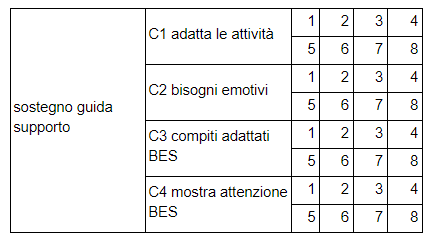 C1 adatta le attività
1 2 3 4
5 6 7 8
C2 bisogni emotivi
1 2 3 4
5 6 7 8
sostegno guida
supporto
C3 compiti adattati
BES
1 2 3 4
5 6 7 8
C4 mostra attenzione
BES
1 2 3 4
5 6 7 8